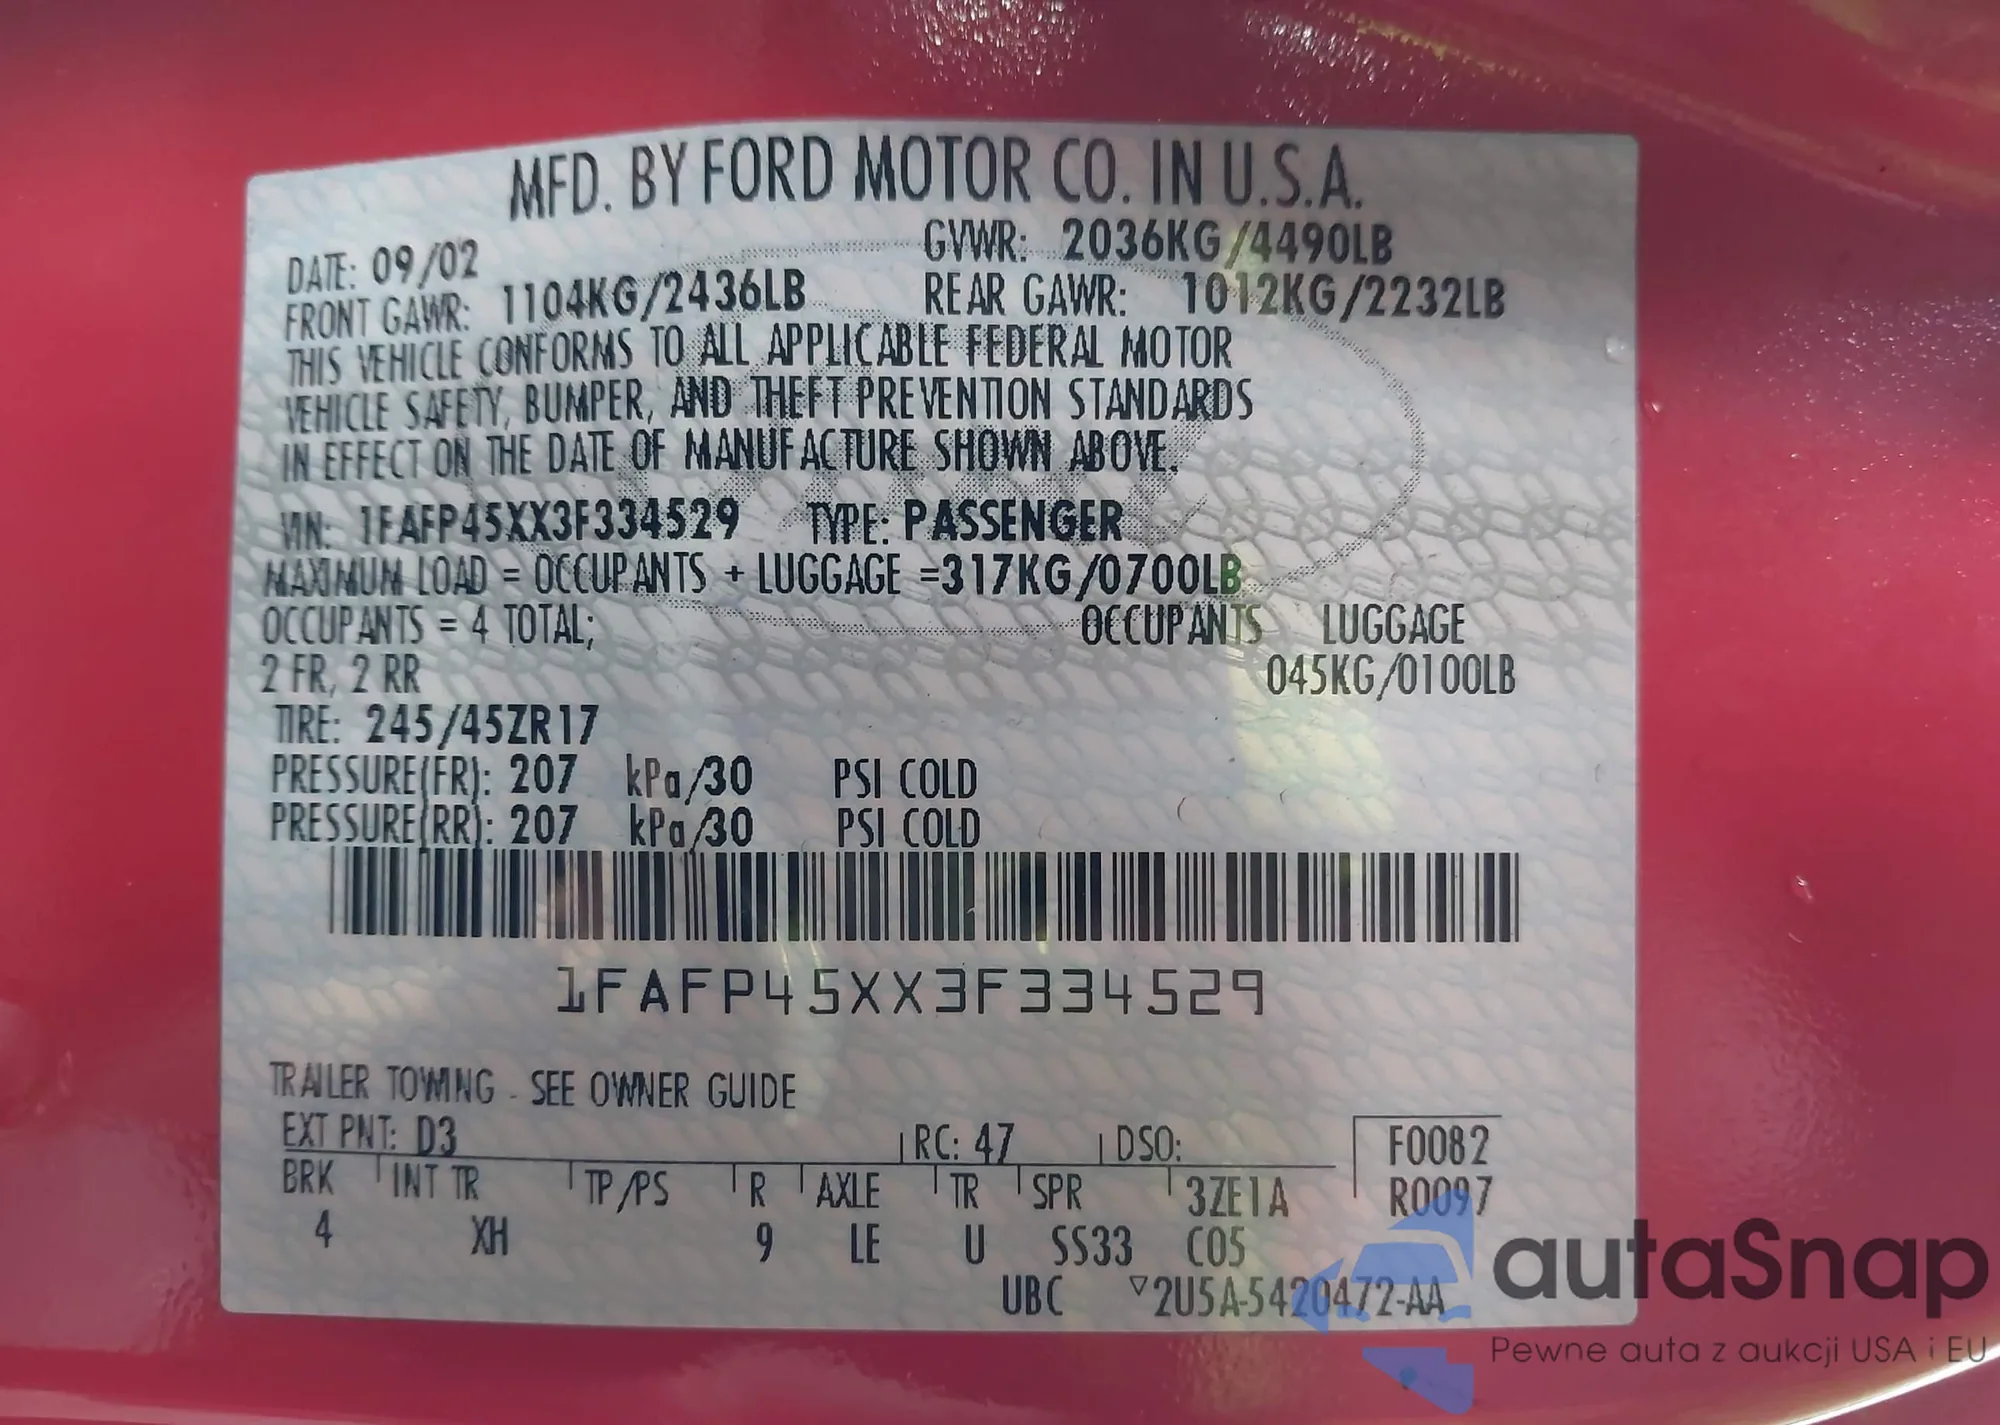 MFD. BY FORD MOTOR CO. IN U.S.A.
DATE: 09/02 GVWR: 2036KG/4490LB
FRONT GAWR: 1104KG/2436LB REAR GAWR: 1012KG/2232LB
THIS VEHICLE CONFORMS TO ALL APPLICABLE FEDERAL MOTOR
VEHICLE SAFETY, BUMPER, AND THEFT PREVENTION STANDARDS
IN EFFECT ON THE DATE OF MANUFACTURE SHOWN ABOVE.
VIN: 1FAFP45XX3F334529 TYPE: PASSENGER
MAXIMUM LOAD = OCCUPANTS + LUGGAGE =317KG/0700LB
OCCUPANTS = 4 TOTAL; OCCUPANTS LUGGAGE
2 FR, 2 RR 045KG/0100LB
TIRE: 245/45ZR17
PRESSURE(FR): 207 kPa/30 PSI COLD
PRESSURE(RR): 207 kPa/30 PSI COLD
1FAFP45XX3F334529
TRAILER TOWING - SEE OWNER GUIDE
EXT PNT: D3 RC: 47 DSO: F0082
BRK INT TR TP/PS R AXLE TR SPR 3ZE1A R0097
4 XH 9 LE U SS33 C05
UBC ▽2U5A-5420472-AA
autaSnap
Pewne auta z aukcji USA i EU